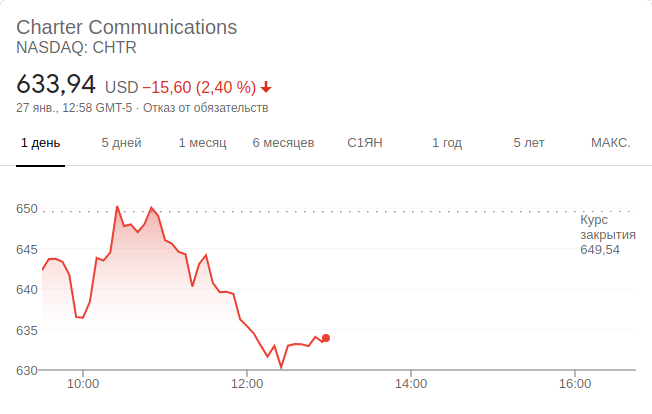 Charter Communications
NASDAQ: CHTR
633,94 USD −15,60 (2,40 %)
27 янв., 12:58 GMT-5 · Отказ от обязательств
1 день 5 дней 1 месяц 6 месяцев С1ЯН 1 год 5 лет МАКС.
650
Курс
закрытия
649,54
645
640
635
630
10:00 12:00 14:00 16:00